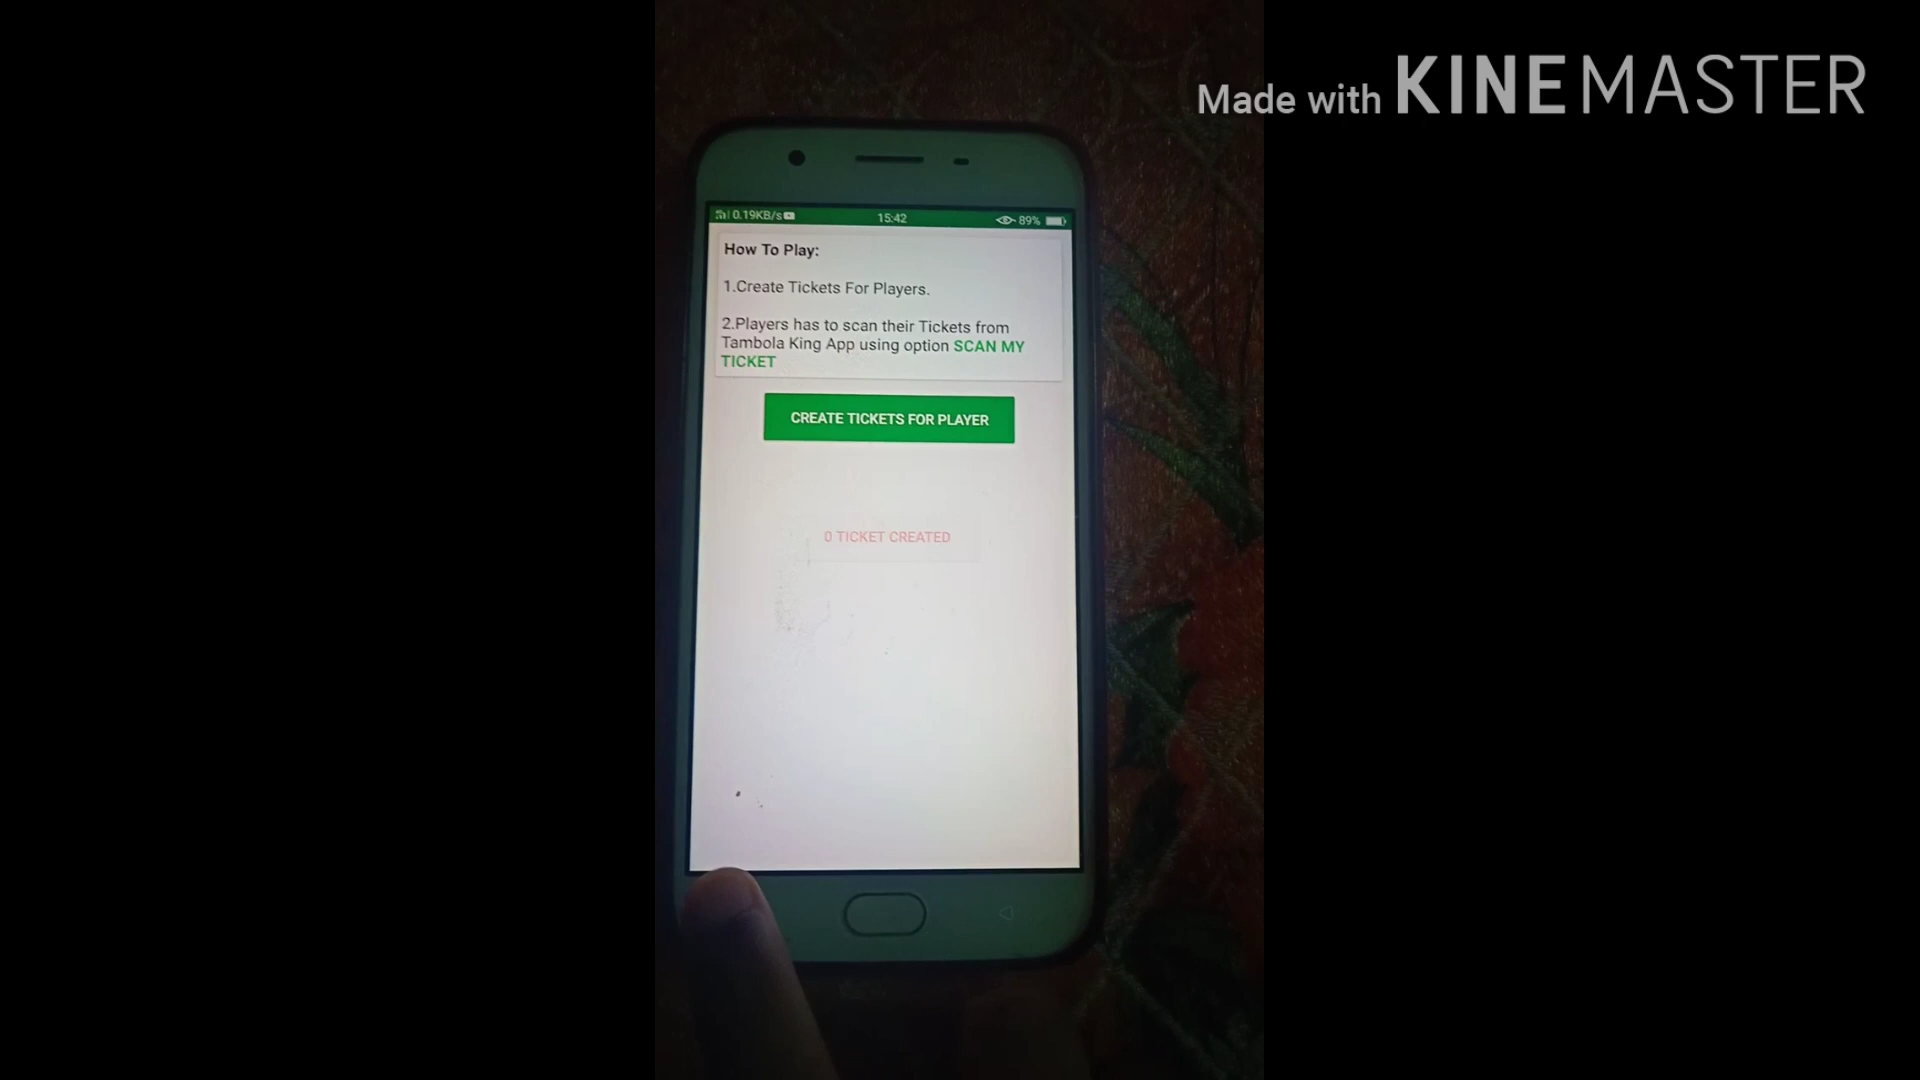 Made with KINEMASTER
0.19KB/s 15:42 89%
How To Play:
1.Create Tickets For Players.
2.Players has to scan their Tickets from
Tambola King App using option SCAN MY
TICKET
CREATE TICKETS FOR PLAYER
0 TICKET CREATED